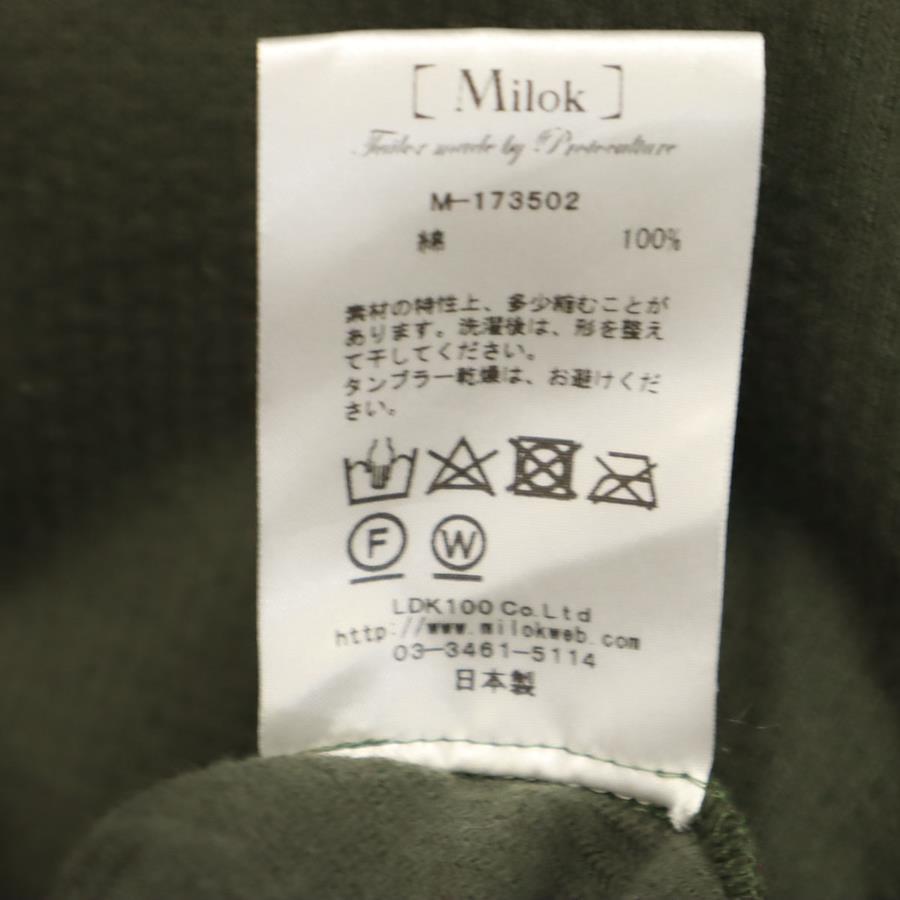 [ Milok ]
made by
M-173502
綿 100%
素材の特性上、多少縮むことが
あります。洗濯後は、形を整え
て干してください。
タンブラー乾燥は、お避けくだ
さい。
F W
LDK100 Co.Ltd
http://www.milokweb.com
03-3461-5114
日本製